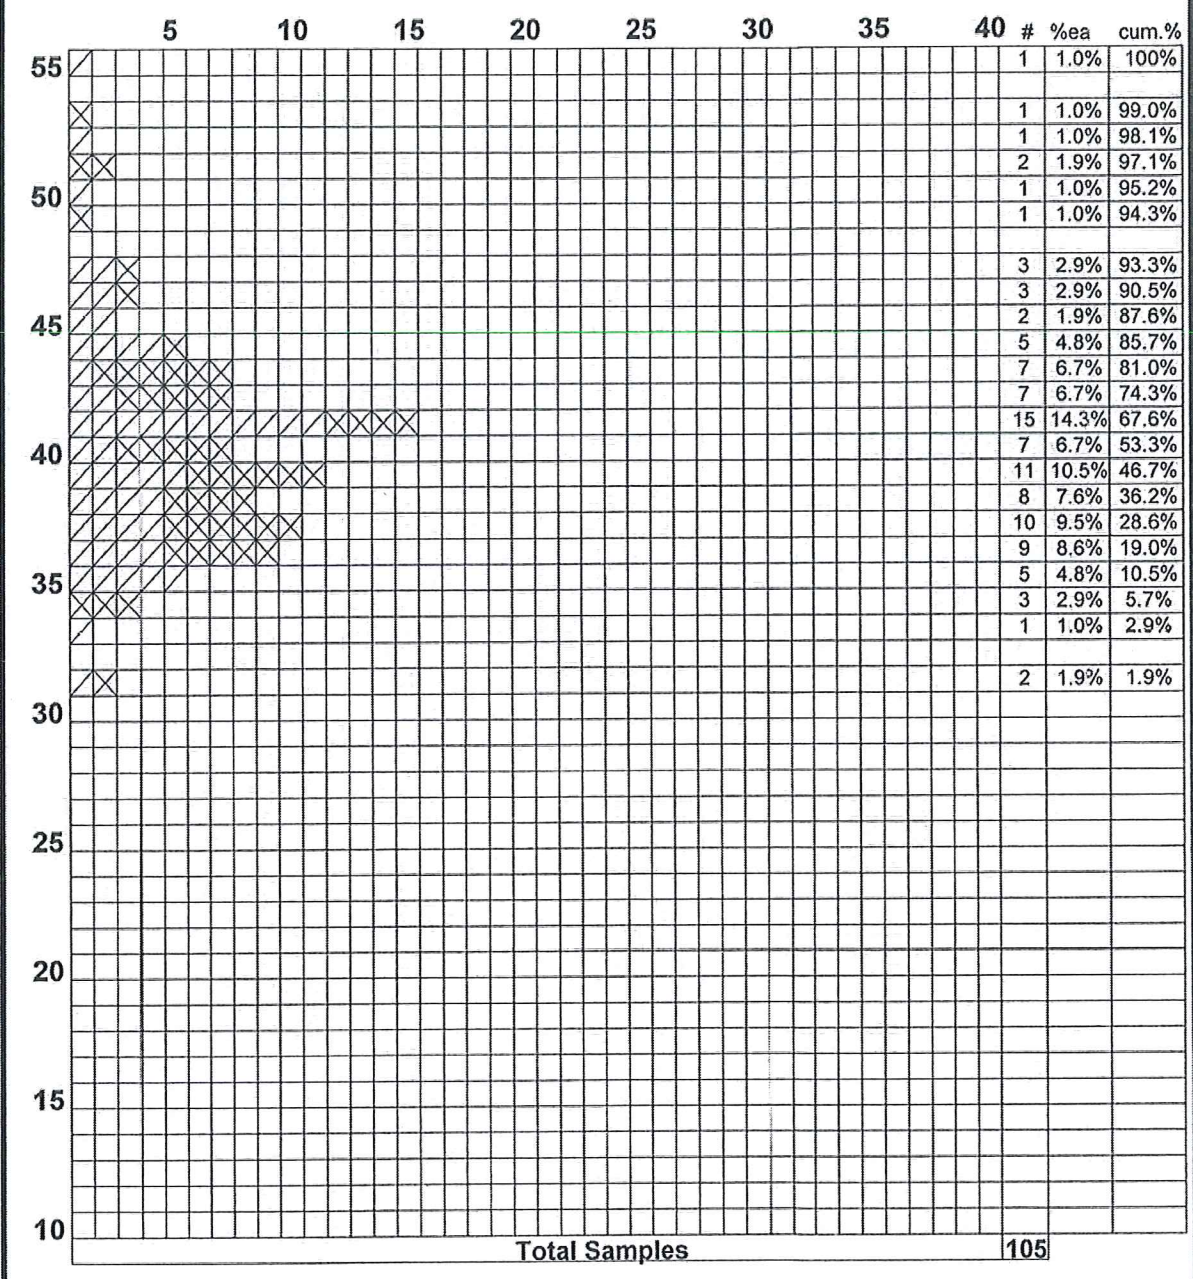 5 10 15 20 25 30 35 40 # %ea cum.%
55 1 1.0% 100%
1 1.0% 99.0%
1 1.0% 98.1%
2 1.9% 97.1%
50 1 1.0% 95.2%
1 1.0% 94.3%
3 2.9% 93.3%
3 2.9% 90.5%
45 2 1.9% 87.6%
5 4.8% 85.7%
7 6.7% 81.0%
7 6.7% 74.3%
15 14.3% 67.6%
40 7 6.7% 53.3%
11 10.5% 46.7%
8 7.6% 36.2%
10 9.5% 28.6%
9 8.6% 19.0%
35 5 4.8% 10.5%
3 2.9% 5.7%
1 1.0% 2.9%
2 1.9% 1.9%
30
25
20
15
10
Total Samples 105